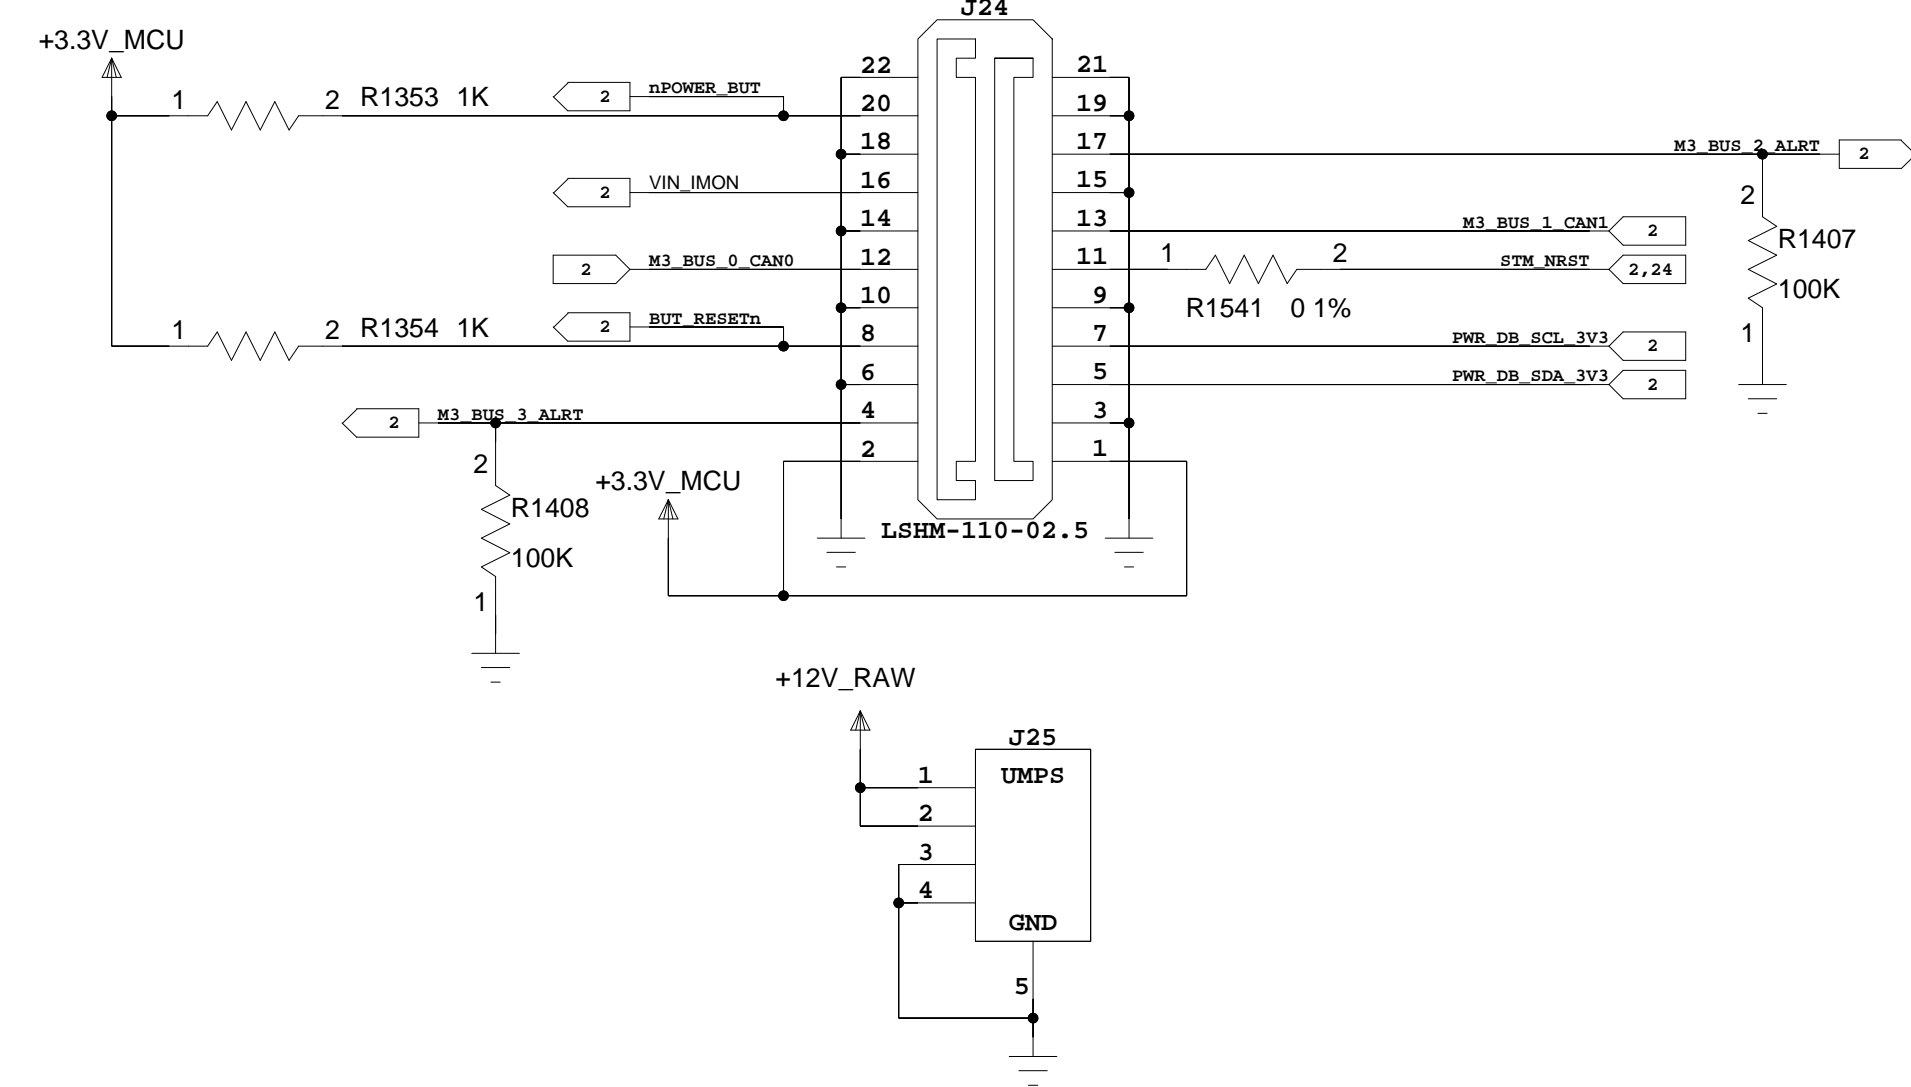 J24
+3.3V_MCU
22 21
1 2 R1353 1K 2 nPOWER_BUT 20 19
18 17 M3_BUS_2_ALRT 2
2 VIN_IMON 16 15
2
14 13 M3_BUS_1_CAN1 2
R1407
2 M3_BUS_0_CAN0 12 11 1 2 STM_NRST 2,24
100K
10 9 R1541 0 1%
1 2 R1354 1K 2 BUT_RESETn 8 7 PWR_DB_SCL_3V3 2
1
6 5 PWR_DB_SDA_3V3 2
2 M3_BUS_3_ALRT 4 3
2 1
2
+3.3V_MCU
R1408
LSHM-110-02.5
100K
1
+12V_RAW
J25
1 UMPS
2
3
4
GND
5